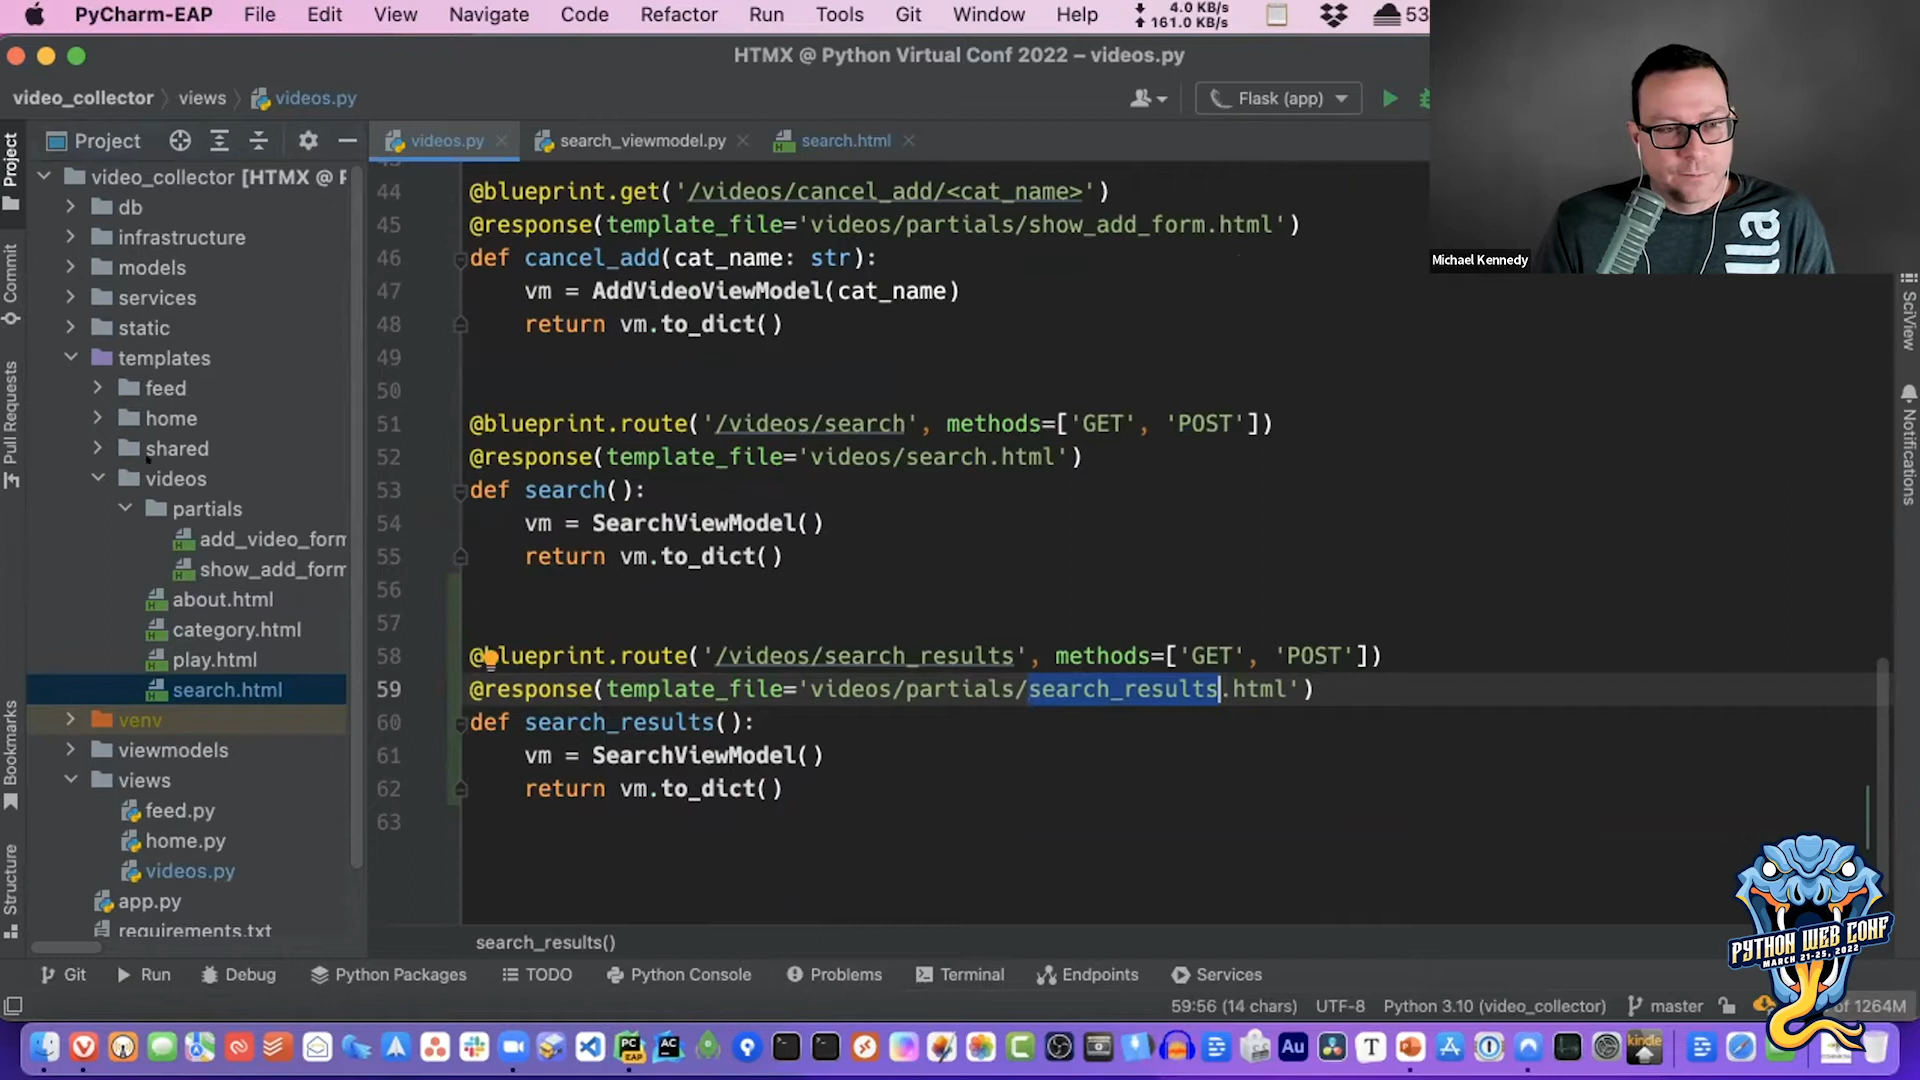 PyCharm-EAP File Edit View Navigate Code Refactor Run Tools Git Window Help 4.0 KB/s 161.0 KB/s 53
HTMX @ Python Virtual Conf 2022 – videos.py
video_collector views videos.py
Flask (app)
Project
videos.py search_viewmodel.py search.html
video_collector [HTMX @ P
db
infrastructure
models
services
static
templates
feed
home
shared
videos
partials
add_video_form
show_add_form
about.html
category.html
play.html
search.html
venv
viewmodels
views
feed.py
home.py
videos.py
app.py
requirements.txt
Project
Commit
Pull Requests
Bookmarks
Structure
44 @blueprint.get('/videos/cancel_add/<cat_name>')
45 @response(template_file='videos/partials/show_add_form.html')
46 def cancel_add(cat_name: str):
47 vm = AddVideoViewModel(cat_name)
48 return vm.to_dict()
49
50
51 @blueprint.route('/videos/search', methods=['GET', 'POST'])
52 @response(template_file='videos/search.html')
53 def search():
54 vm = SearchViewModel()
55 return vm.to_dict()
56
57
58 @blueprint.route('/videos/search_results', methods=['GET', 'POST'])
59 @response(template_file='videos/partials/search_results.html')
60 def search_results():
61 vm = SearchViewModel()
62 return vm.to_dict()
63
search_results()
Michael Kennedy
lla
SciView
Notifications
PYTHON WEB CONF
MARCH 21-25, 2022
Git Run Debug Python Packages TODO Python Console Problems Terminal Endpoints Services
59:56 (14 chars) UTF-8 Python 3.10 (video_collector) master of 1264M
PC EAP AC Au T kindle